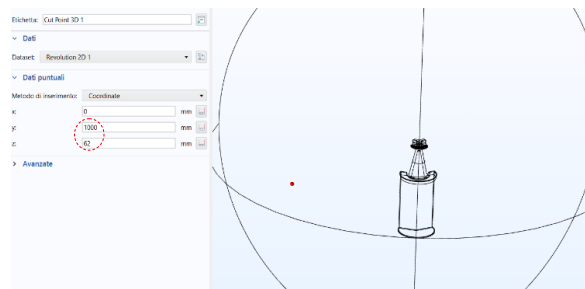 Etichetta: Cut Point 3D 1
Dati
Dataset: Revolution 2D 1
Dati puntuali
Metodo di inserimento: Coordinate
x: 0 mm
y: 1000 mm
z: 62 mm
Avanzate